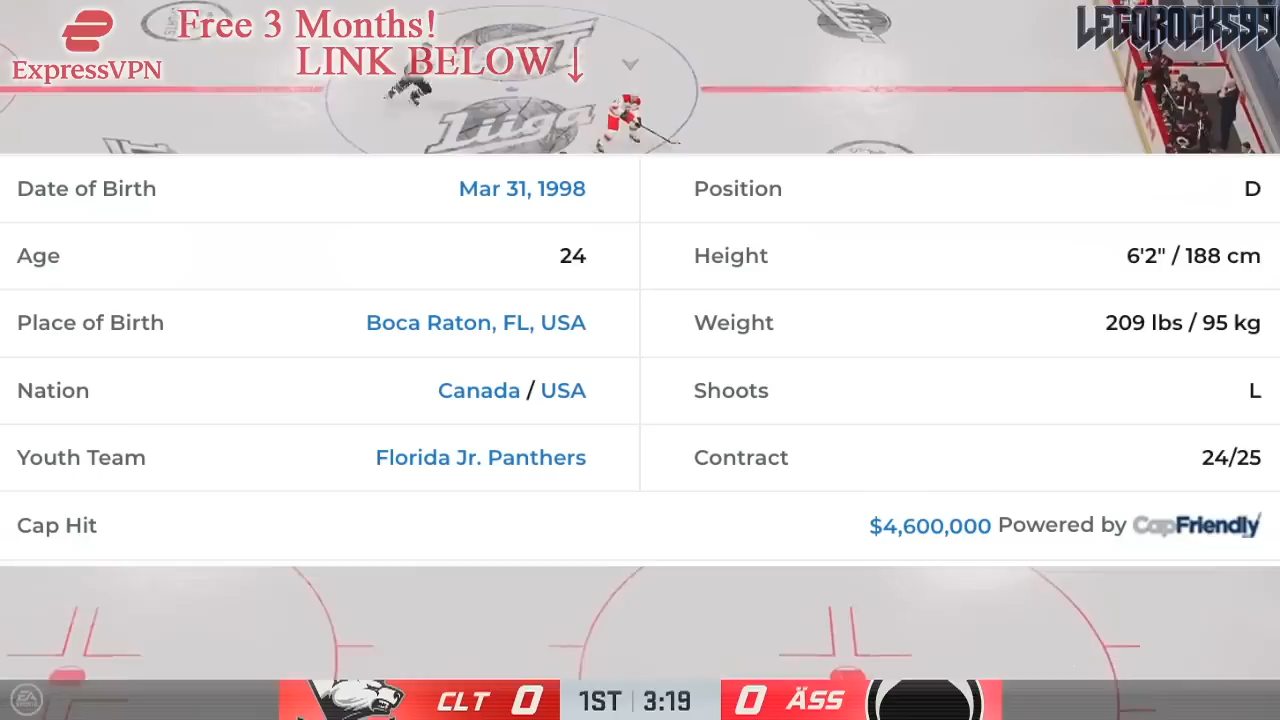 Free 3 Months!
LINK BELOW ↓
ExpressVPN
LEGOROCKS99
Liiga
Date of Birth Mar 31, 1998
Position D
Age 24
Height 6'2" / 188 cm
Place of Birth Boca Raton, FL, USA
Weight 209 lbs / 95 kg
Nation Canada / USA
Shoots L
Youth Team Florida Jr. Panthers
Contract 24/25
Cap Hit $4,600,000 Powered by CapFriendly
CLT 0 1ST 3:19 0 ÄSS